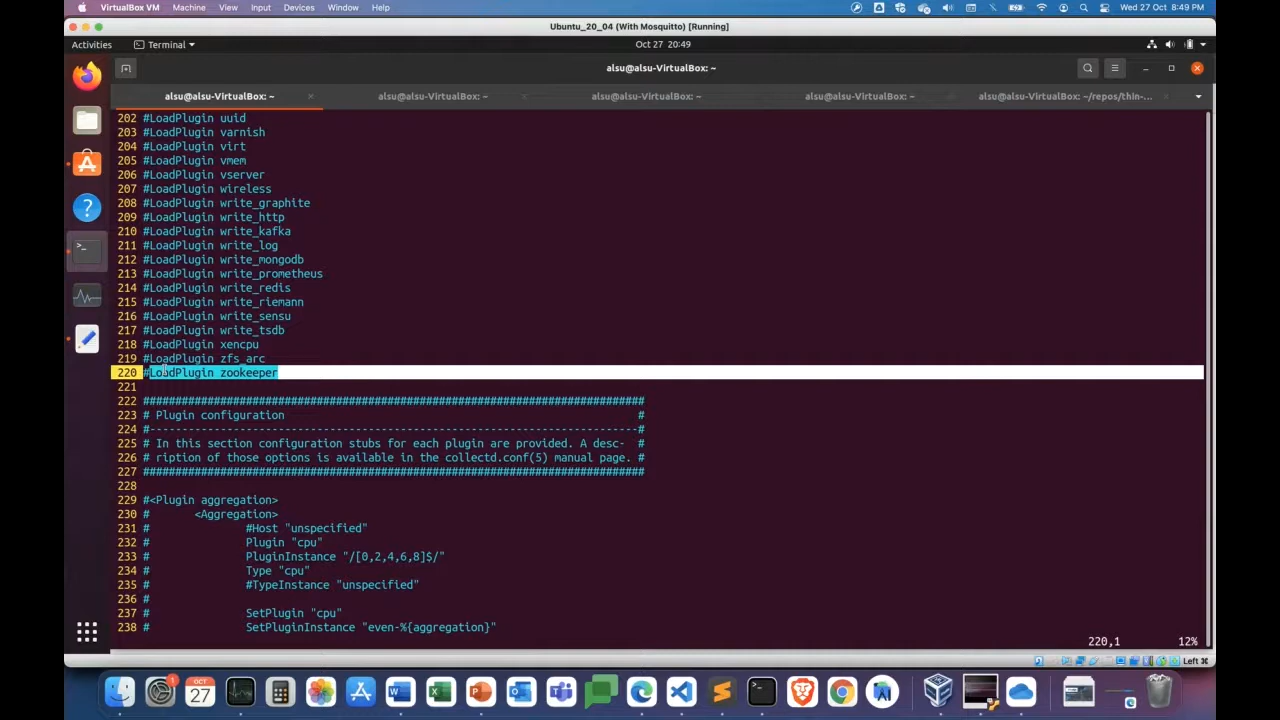 VirtualBox VM Machine View Input Devices Window Help
Wed 27 Oct 8:49 PM
Ubuntu_20_04 (With Mosquitto) [Running]
Activities
Terminal
Oct 27 20:49
alsu@alsu-VirtualBox: ~
alsu@alsu-VirtualBox: ~
alsu@alsu-VirtualBox: ~
alsu@alsu-VirtualBox: ~
alsu@alsu-VirtualBox: ~
alsu@alsu-VirtualBox: ~/repos/thin-...
202 #LoadPlugin uuid
203 #LoadPlugin varnish
204 #LoadPlugin virt
205 #LoadPlugin vmem
206 #LoadPlugin vserver
207 #LoadPlugin wireless
208 #LoadPlugin write_graphite
209 #LoadPlugin write_http
210 #LoadPlugin write_kafka
211 #LoadPlugin write_log
212 #LoadPlugin write_mongodb
213 #LoadPlugin write_prometheus
214 #LoadPlugin write_redis
215 #LoadPlugin write_riemann
216 #LoadPlugin write_sensu
217 #LoadPlugin write_tsdb
218 #LoadPlugin xencpu
219 #LoadPlugin zfs_arc
220 #LoadPlugin zookeeper
221
222 ##############################################################################
223 # Plugin configuration #
224 #----------------------------------------------------------------------------#
225 # In this section configuration stubs for each plugin are provided. A desc- #
226 # ription of those options is available in the collectd.conf(5) manual page. #
227 ##############################################################################
228
229 #<Plugin aggregation>
230 # <Aggregation>
231 # #Host "unspecified"
232 # Plugin "cpu"
233 # PluginInstance "/[0,2,4,6,8]$/"
234 # Type "cpu"
235 # #TypeInstance "unspecified"
236 #
237 # SetPlugin "cpu"
238 # SetPluginInstance "even-%{aggregation}"
220,1 12%
Left ⌘
OCT
27
1